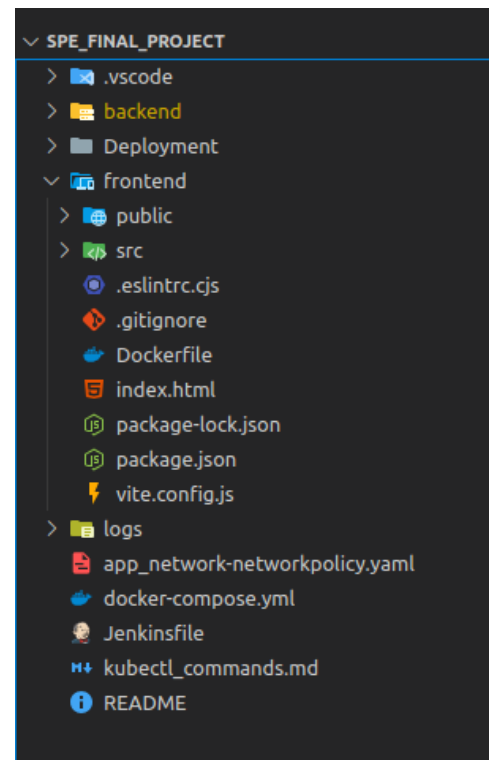 SPE_FINAL_PROJECT
.vscode
backend
Deployment
frontend
public
src
.eslintrc.cjs
.gitignore
Dockerfile
index.html
package-lock.json
package.json
vite.config.js
logs
app_network-networkpolicy.yaml
docker-compose.yml
Jenkinsfile
kubectl_commands.md
README